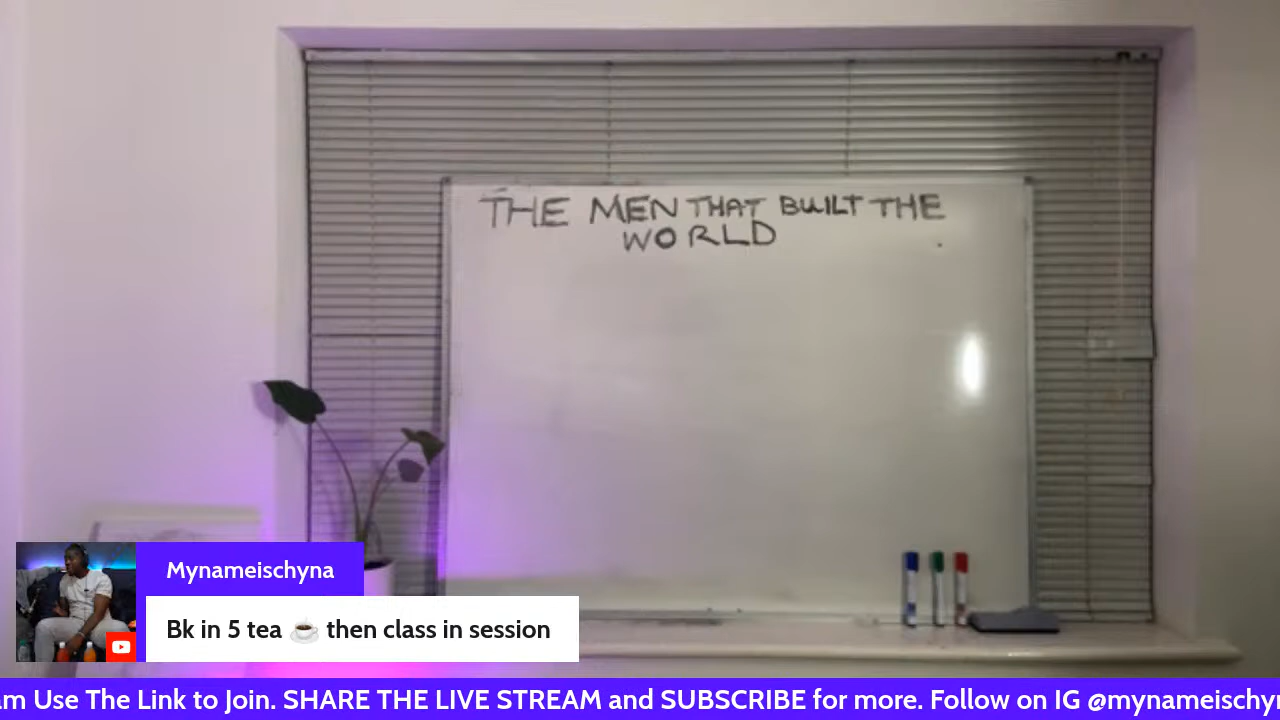 THE MEN THAT BUILT THE
WORLD
Mynameischyna
Bk in 5 tea ☕ then class in session
am Use The Link to Join. SHARE THE LIVE STREAM and SUBSCRIBE for more. Follow on IG @mynameischyn